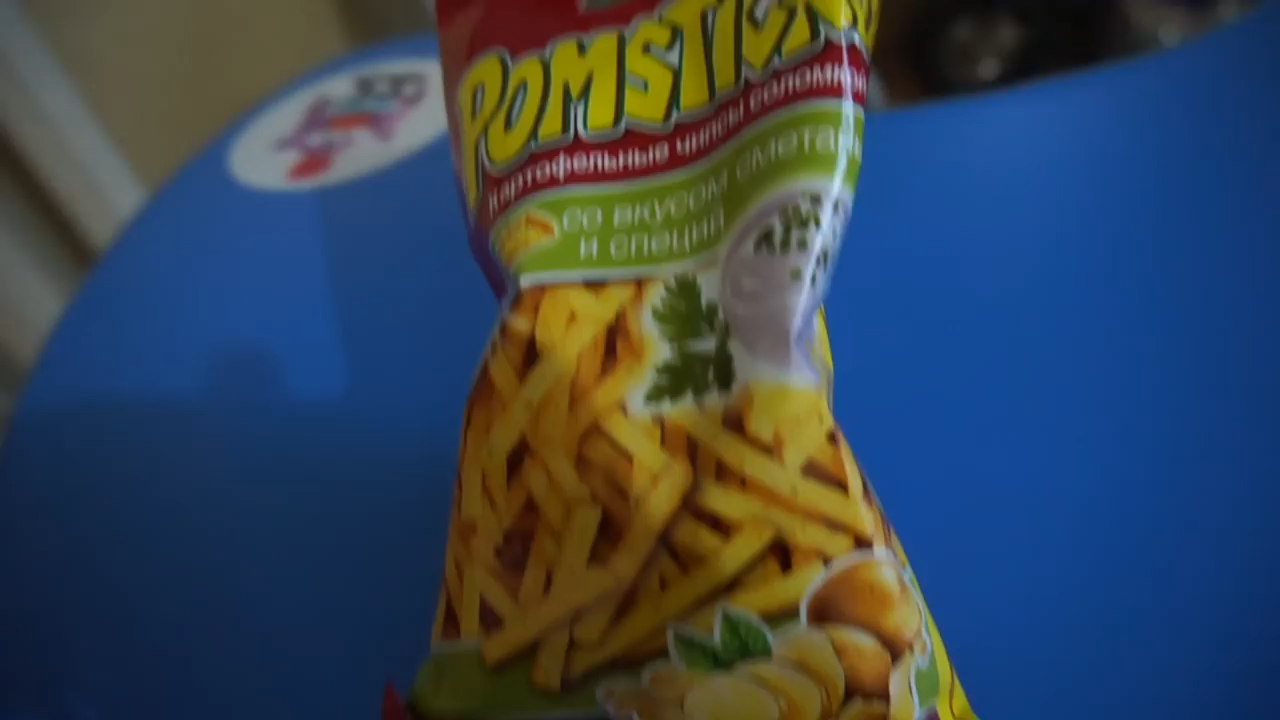 POMSTICK
картофельные чипсы соломкой
со вкусом сметаны
и специй